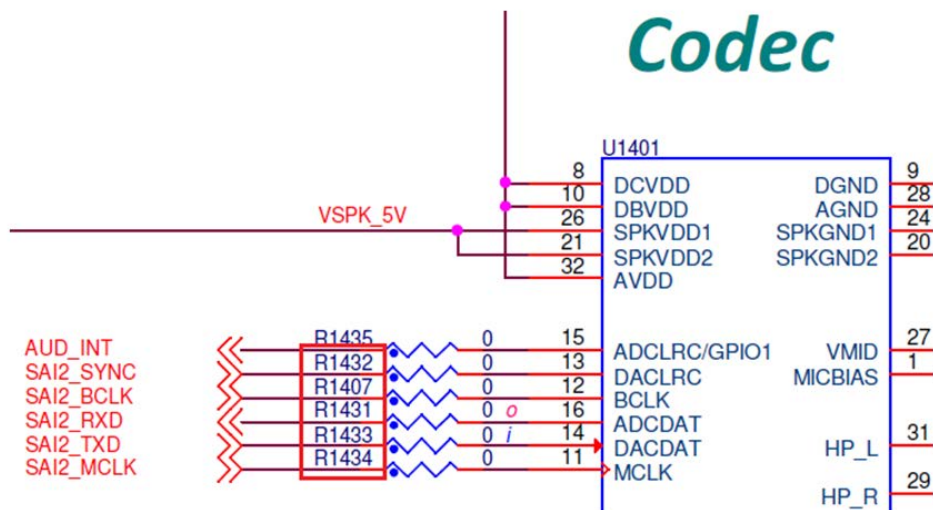 Codec
U1401
8 DCVDD DGND 9
10 DBVDD AGND 28
VSPK_5V 26 SPKVDD1 SPKGND1 24
21 SPKVDD2 SPKGND2 20
32 AVDD
AUD_INT R1435 0 15 ADCLRC/GPIO1 VMID 27
SAI2_SYNC R1432 0 13 DACLRC MICBIAS 1
SAI2_BCLK R1407 0 12 BCLK
SAI2_RXD R1431 0 o 16 ADCDAT
SAI2_TXD R1433 0 i 14 DACDAT HP_L 31
SAI2_MCLK R1434 0 11 MCLK
HP_R 29